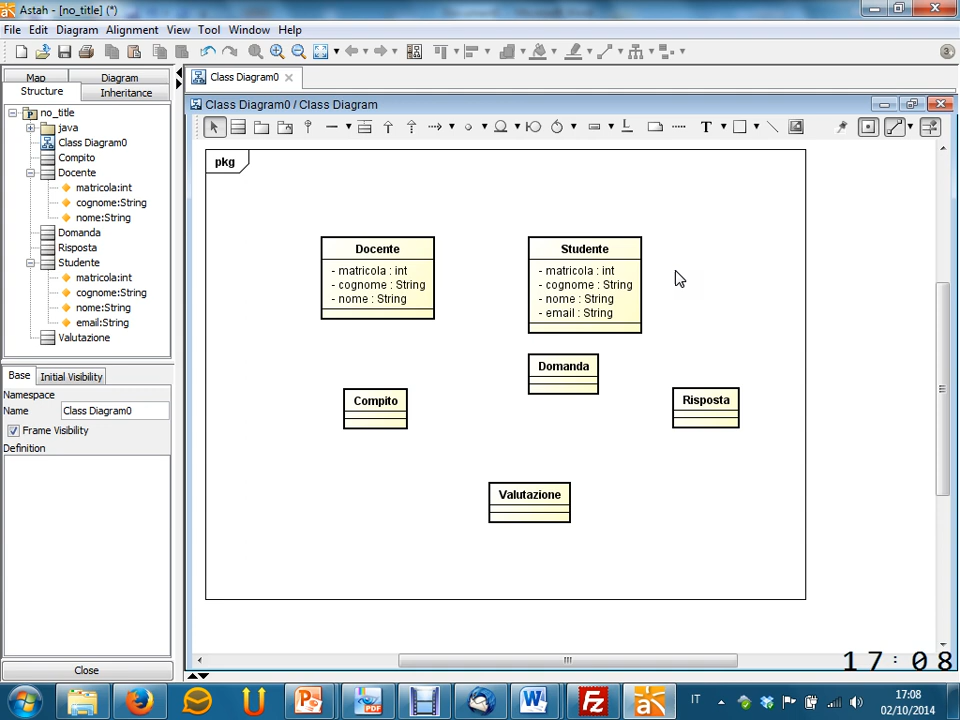 Astah - [no_title] (*)
File Edit Diagram Alignment View Tool Window Help
3
Map Diagram
Structure Inheritance
no_title
java
Class Diagram0
Compito
Docente
matricola:int
cognome:String
nome:String
Domanda
Risposta
Studente
matricola:int
cognome:String
nome:String
email:String
Valutazione
Base Initial Visibility
Namespace
Name Class Diagram0
Frame Visibility
Definition
Close
Class Diagram0
Class Diagram0 / Class Diagram
T
pkg
Docente
- matricola : int
- cognome : String
- nome : String
Studente
- matricola : int
- cognome : String
- nome : String
- email : String
Domanda
Compito
Risposta
Valutazione
17:08
IT
17:08
02/10/2014